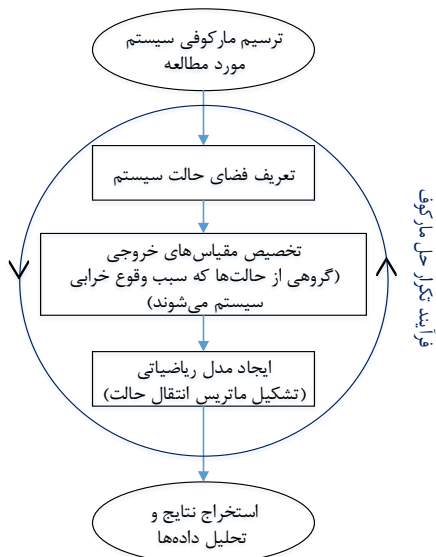 ترسیم مارکوفی سیستم
مورد مطالعه
تعریف فضای حالت سیستم
تخصیص مقیاس‌های خروجی
(گروهی از حالت‌ها که سبب وقوع خرابی
سیستم می‌شوند)
ایجاد مدل ریاضیاتی
(تشکیل ماتریس انتقال حالت)
استخراج نتایج و
تحلیل داده‌ها
فرآیند تکرار حل مارکوف